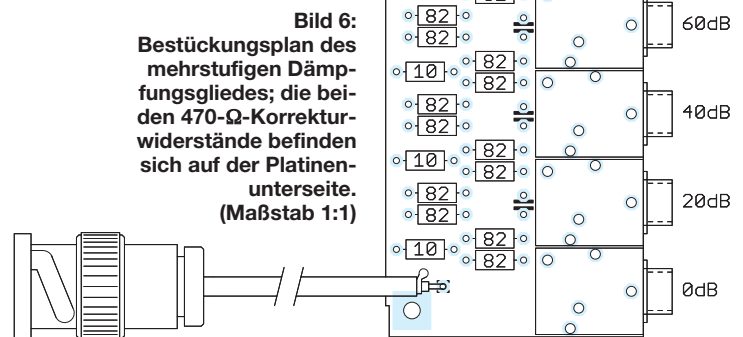 Bild 6:
Bestückungsplan des
mehrstufigen Dämp-
fungsgliedes; die bei-
den 470-Ω-Korrektur-
widerstände befinden
sich auf der Platinen-
unterseite.
(Maßstab 1:1)
82
82
60dB
82
10
82
82
82
40dB
82
10
82
82
82
20dB
82
10
82
82
0dB